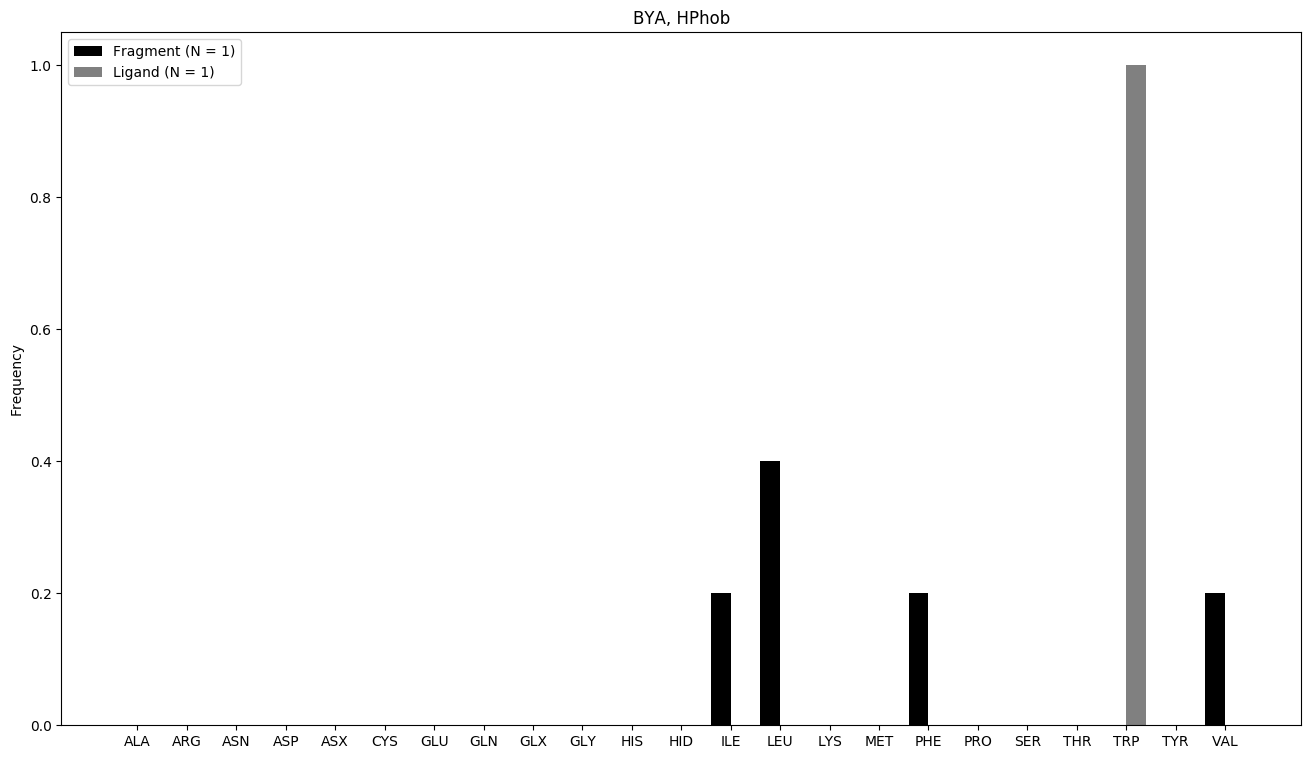 BYA, HPhob
Fragment (N = 1)
Ligand (N = 1)
1.0
0.8
0.6
0.4
0.2
0.0
Frequency
ALA ARG ASN ASP ASX CYS GLU GLN GLX GLY HIS HID ILE LEU LYS MET PHE PRO SER THR TRP TYR VAL